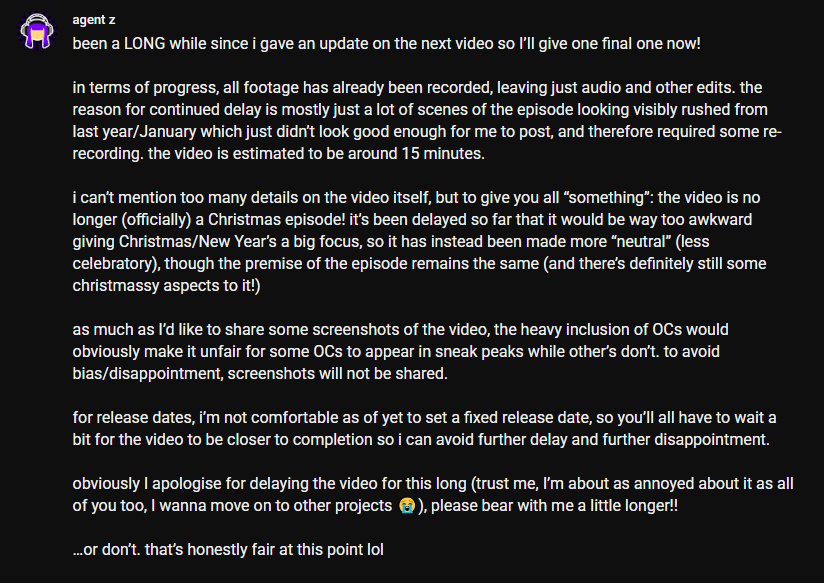 agent z
been a LONG while since i gave an update on the next video so I’ll give one final one now!
in terms of progress, all footage has already been recorded, leaving just audio and other edits. the
reason for continued delay is mostly just a lot of scenes of the episode looking visibly rushed from
last year/January which just didn’t look good enough for me to post, and therefore required some re-
recording. the video is estimated to be around 15 minutes.
i can’t mention too many details on the video itself, but to give you all “something”: the video is no
longer (officially) a Christmas episode! it’s been delayed so far that it would be way too awkward
giving Christmas/New Year’s a big focus, so it has instead been made more “neutral” (less
celebratory), though the premise of the episode remains the same (and there’s definitely still some
christmassy aspects to it!)
as much as I’d like to share some screenshots of the video, the heavy inclusion of OCs would
obviously make it unfair for some OCs to appear in sneak peaks while other’s don’t. to avoid
bias/disappointment, screenshots will not be shared.
for release dates, i’m not comfortable as of yet to set a fixed release date, so you’ll all have to wait a
bit for the video to be closer to completion so i can avoid further delay and further disappointment.
obviously I apologise for delaying the video for this long (trust me, I’m about as annoyed about it as all
of you too, I wanna move on to other projects 😭), please bear with me a little longer!!
…or don’t. that’s honestly fair at this point lol